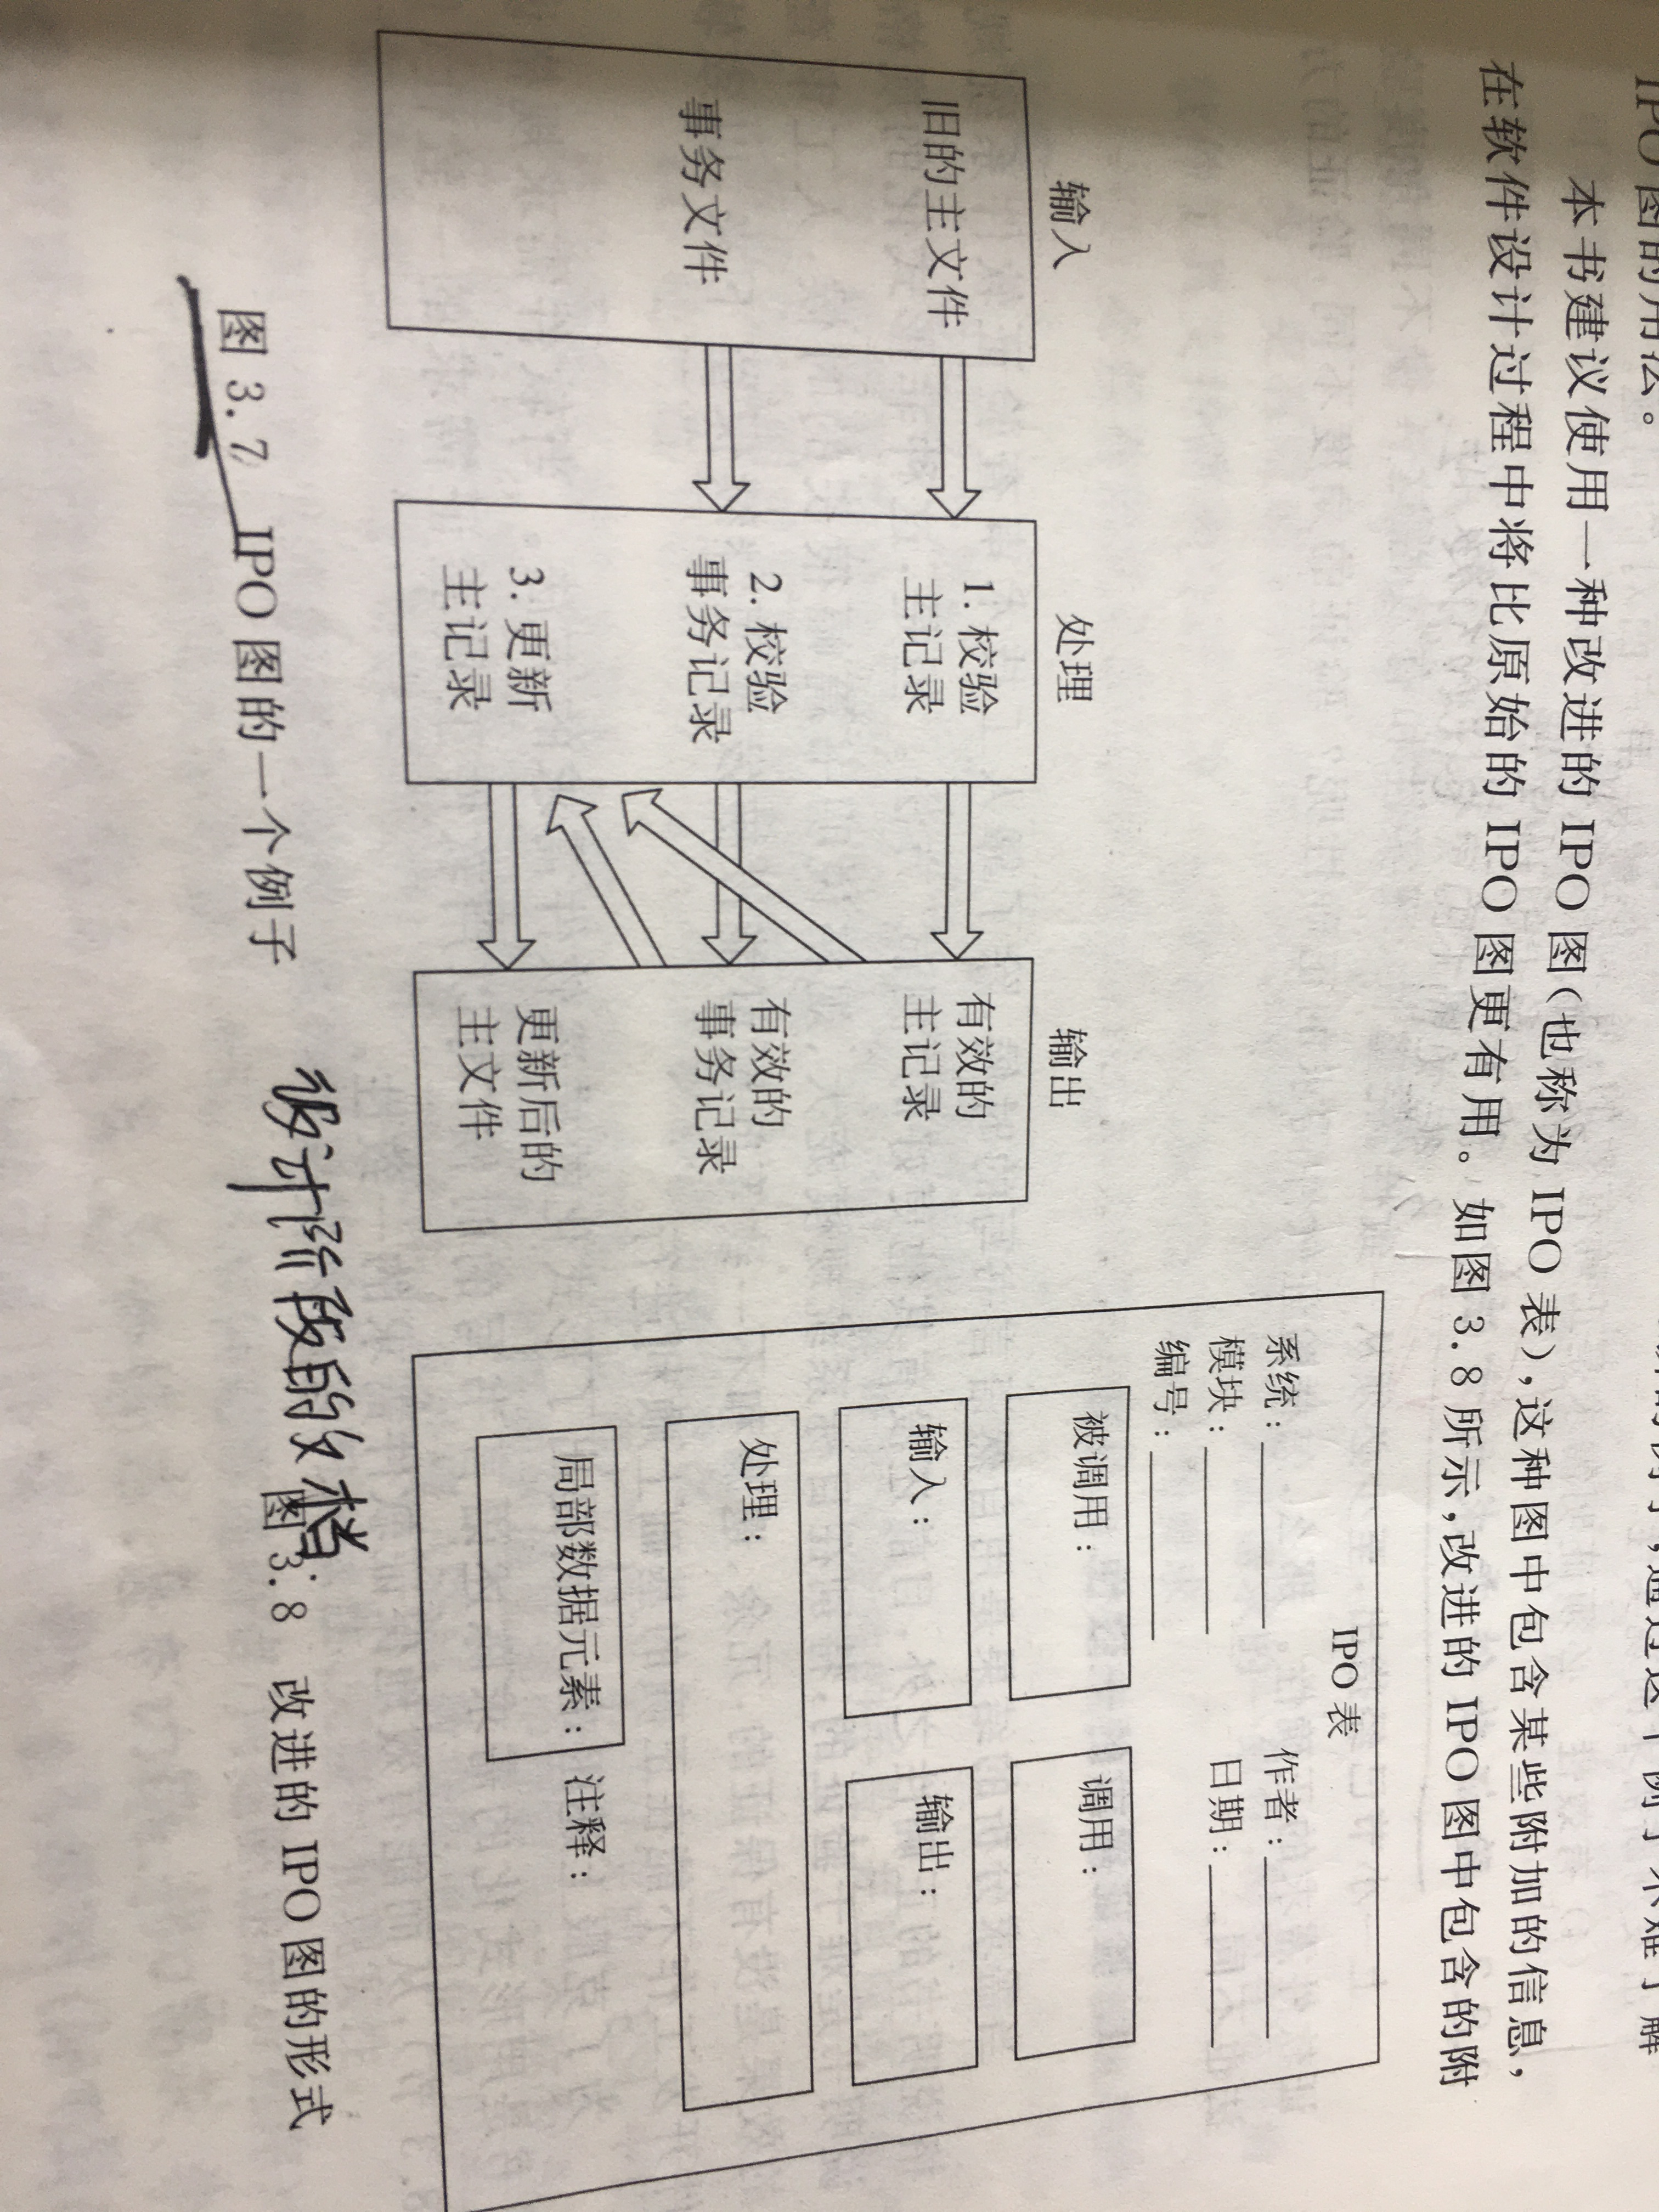 IPO 图的用法。
的例子,通过这个例子不难了解
本书建议使用一种改进的 IPO 图(也称为 IPO 表),这种图中包含某些附加的信息,
在软件设计过程中将比原始的 IPO 图更有用。如图 3.8 所示,改进的 IPO 图中包含的附
输入
处理
输出
旧的主文件
1. 校验
主记录
有效的
主记录
事务文件
2. 校验
事务记录
有效的
事务记录
3. 更新
主记录
更新后的
主文件
图 3.7 IPO 图的一个例子
IPO 表
系统:
作者:
模块:
日期:
编号:
被调用:
调用:
输入:
输出:
处理:
局部数据元素:
注释:
设计阶段的文档.
图 3.8 改进的 IPO 图的形式